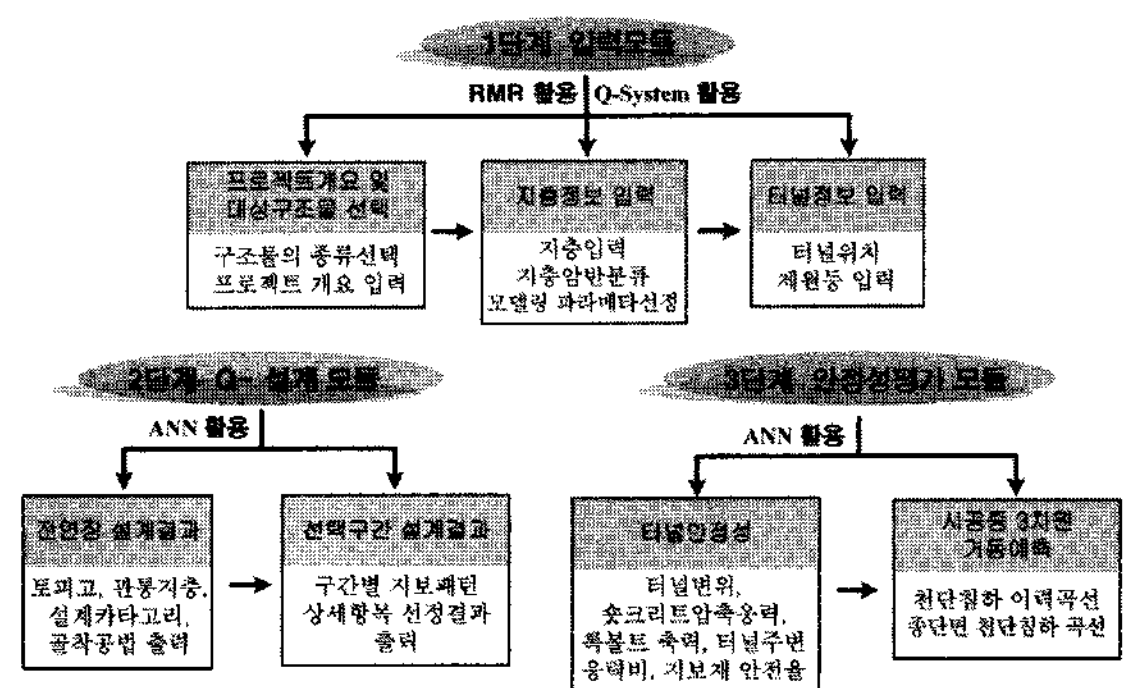 1단계 입력모듈
RMR 활용 Q-System 활용
프로젝트개요 및
대상구조물 선택
구조물의 종류선택
프로젝트 개요 입력
지층정보 입력
지층입력
지층암반분류
모델링 파라메타선정
터널정보 입력
터널위치
제원등 입력
2단계 Q- 설계 모듈
ANN 활용
전연장 설계결과
토피고, 관통지층,
설계카타고리,
굴착공법 출력
선택구간 설계결과
구간별 지보패턴
상세항목 선정결과
출력
3단계 안정성평가 모듈
ANN 활용
터널안정성
터널변위,
숏크리트압축응력,
록볼트 축력, 터널주변
응력비, 지보재 안전율
시공중 3차원
거동예측
천단침하 이력곡선
종단면 천단침하 곡선